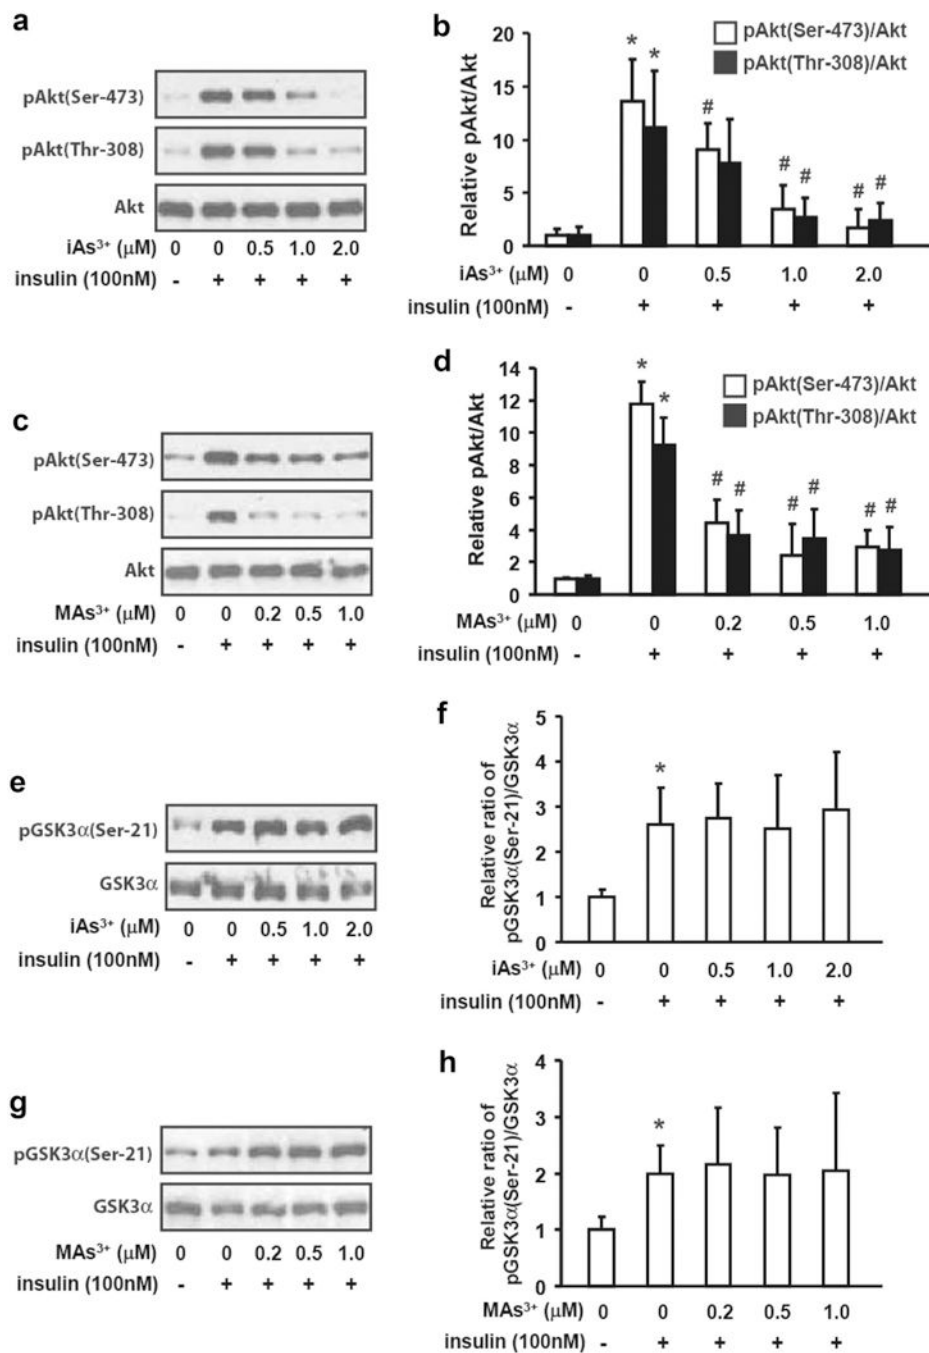 a
pAkt(Ser-473)
pAkt(Thr-308)
Akt
iAs³⁺ (μM) 0 0 0.5 1.0 2.0
insulin (100nM) - + + + +
b
pAkt(Ser-473)/Akt
pAkt(Thr-308)/Akt
Relative pAkt/Akt
20
15
10
5
0
* * # # # # #
iAs³⁺ (μM) 0 0 0.5 1.0 2.0
insulin (100nM) - + + + +
c
pAkt(Ser-473)
pAkt(Thr-308)
Akt
MAs³⁺ (μM) 0 0 0.2 0.5 1.0
insulin (100nM) - + + + +
d
pAkt(Ser-473)/Akt
pAkt(Thr-308)/Akt
Relative pAkt/Akt
14
12
10
8
6
4
2
0
* * # # # # # #
MAs³⁺ (μM) 0 0 0.2 0.5 1.0
insulin (100nM) - + + + +
e
pGSK3α(Ser-21)
GSK3α
iAs³⁺ (μM) 0 0 0.5 1.0 2.0
insulin (100nM) - + + + +
f
Relative ratio of
pGSK3α(Ser-21)/GSK3α
5
4
3
2
1
0
*
iAs³⁺ (μM) 0 0 0.5 1.0 2.0
insulin (100nM) - + + + +
g
pGSK3α(Ser-21)
GSK3α
MAs³⁺ (μM) 0 0 0.2 0.5 1.0
insulin (100nM) - + + + +
h
Relative ratio of
pGSK3α(Ser-21)/GSK3α
4
3
2
1
0
*
MAs³⁺ (μM) 0 0 0.2 0.5 1.0
insulin (100nM) - + + + +